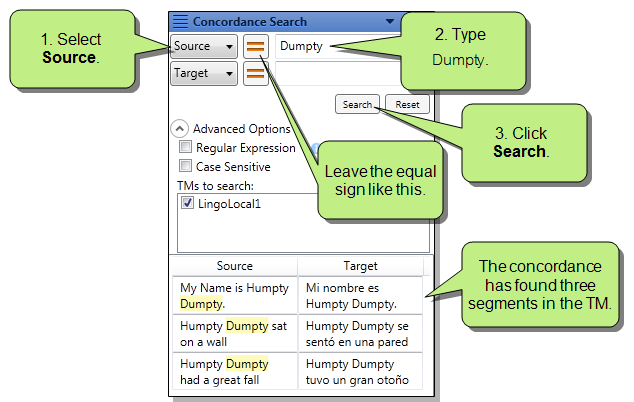 Concordance Search
1. Select
Source.
Source
Dumpty
2. Type
Dumpty.
Target
Search
Reset
Advanced Options
Regular Expression
Case Sensitive
3. Click
Search.
Leave the equal
sign like this.
TMs to search:
LingoLocal1
Source
Target
My Name is Humpty
Dumpty.
Mi nombre es
Humpty Dumpty.
Humpty Dumpty sat
on a wall
Humpty Dumpty se
sentó en una pared
Humpty Dumpty
had a great fall
Humpty Dumpty
tuvo un gran otoño
The concordance
has found three
segments in the TM.